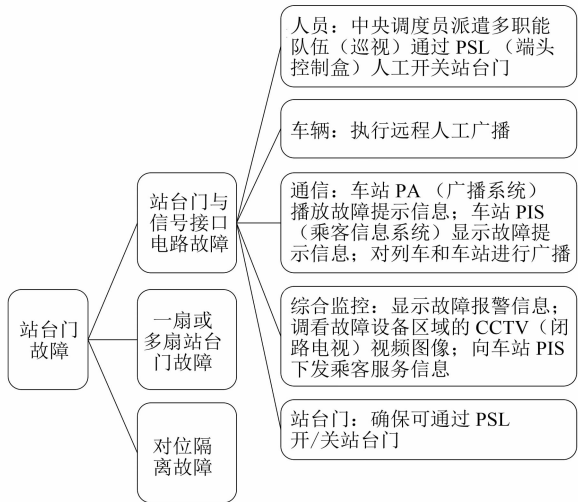 站台门
故障
站台门与
信号接口
电路故障
一扇或
多扇站台
门故障
对位隔
离故障
人员：中央调度员派遣多职能
队伍（巡视）通过 PSL （端头
控制盒）人工开关站台门
车辆：执行远程人工广播
通信：车站 PA （广播系统）
播放故障提示信息；车站 PIS
（乘客信息系统）显示故障提
示信息；对列车和车站进行广播
综合监控：显示故障报警信息；
调看故障设备区域的 CCTV（闭
路电视）视频图像；向车站 PIS
下发乘客服务信息
站台门：确保可通过 PSL
开/关站台门